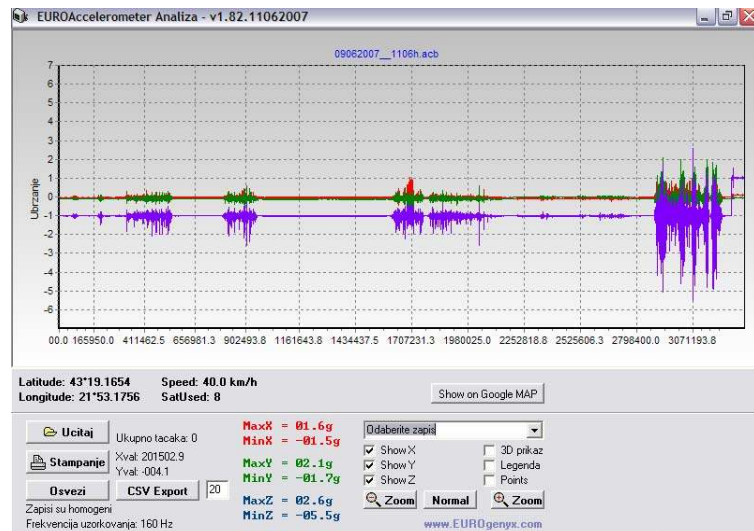 EUROAccelerometer Analiza - v1.82.11062007
09062007__1106h.acb
7
6
5
4
3
2
1
0
-1
-2
-3
-4
-5
-6
Ubrzanje
00.0 165950.0 411462.5 656981.3 902493.8 1161643.8 1434437.5 1707231.3 1980025.0 2252818.8 2525606.3 2798400.0 3071193.8
Latitude: 43*19.1654 Speed: 40.0 km/h
Longitude: 21*53.1756 SatUsed: 8
Show on Google MAP
Ucitaj
Ukupno tacaka: 0
Stampanje
Xval: 201502.9
Yval: -004.1
Osvezi
CSV Export
20
Zapisi su homogeni
Frekvencija uzorkovanja: 160 Hz
MaxX = 01.6g
MinX = -01.5g
MaxY = 02.1g
MinY = -01.7g
MaxZ = 02.6g
MinZ = -05.5g
Odaberite zapis
Show X
3D prikaz
Show Y
Legenda
Show Z
Points
Zoom
Normal
Zoom
www.EUROgenyx.com